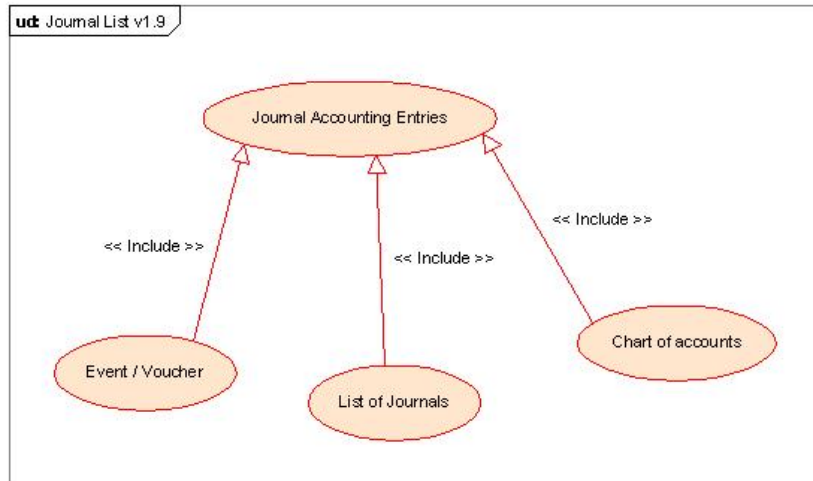 ud: Journal List v1.9
Journal Accounting Entries
<< Include >>
<< Include >>
<< Include >>
Event / Voucher
List of Journals
Chart of accounts